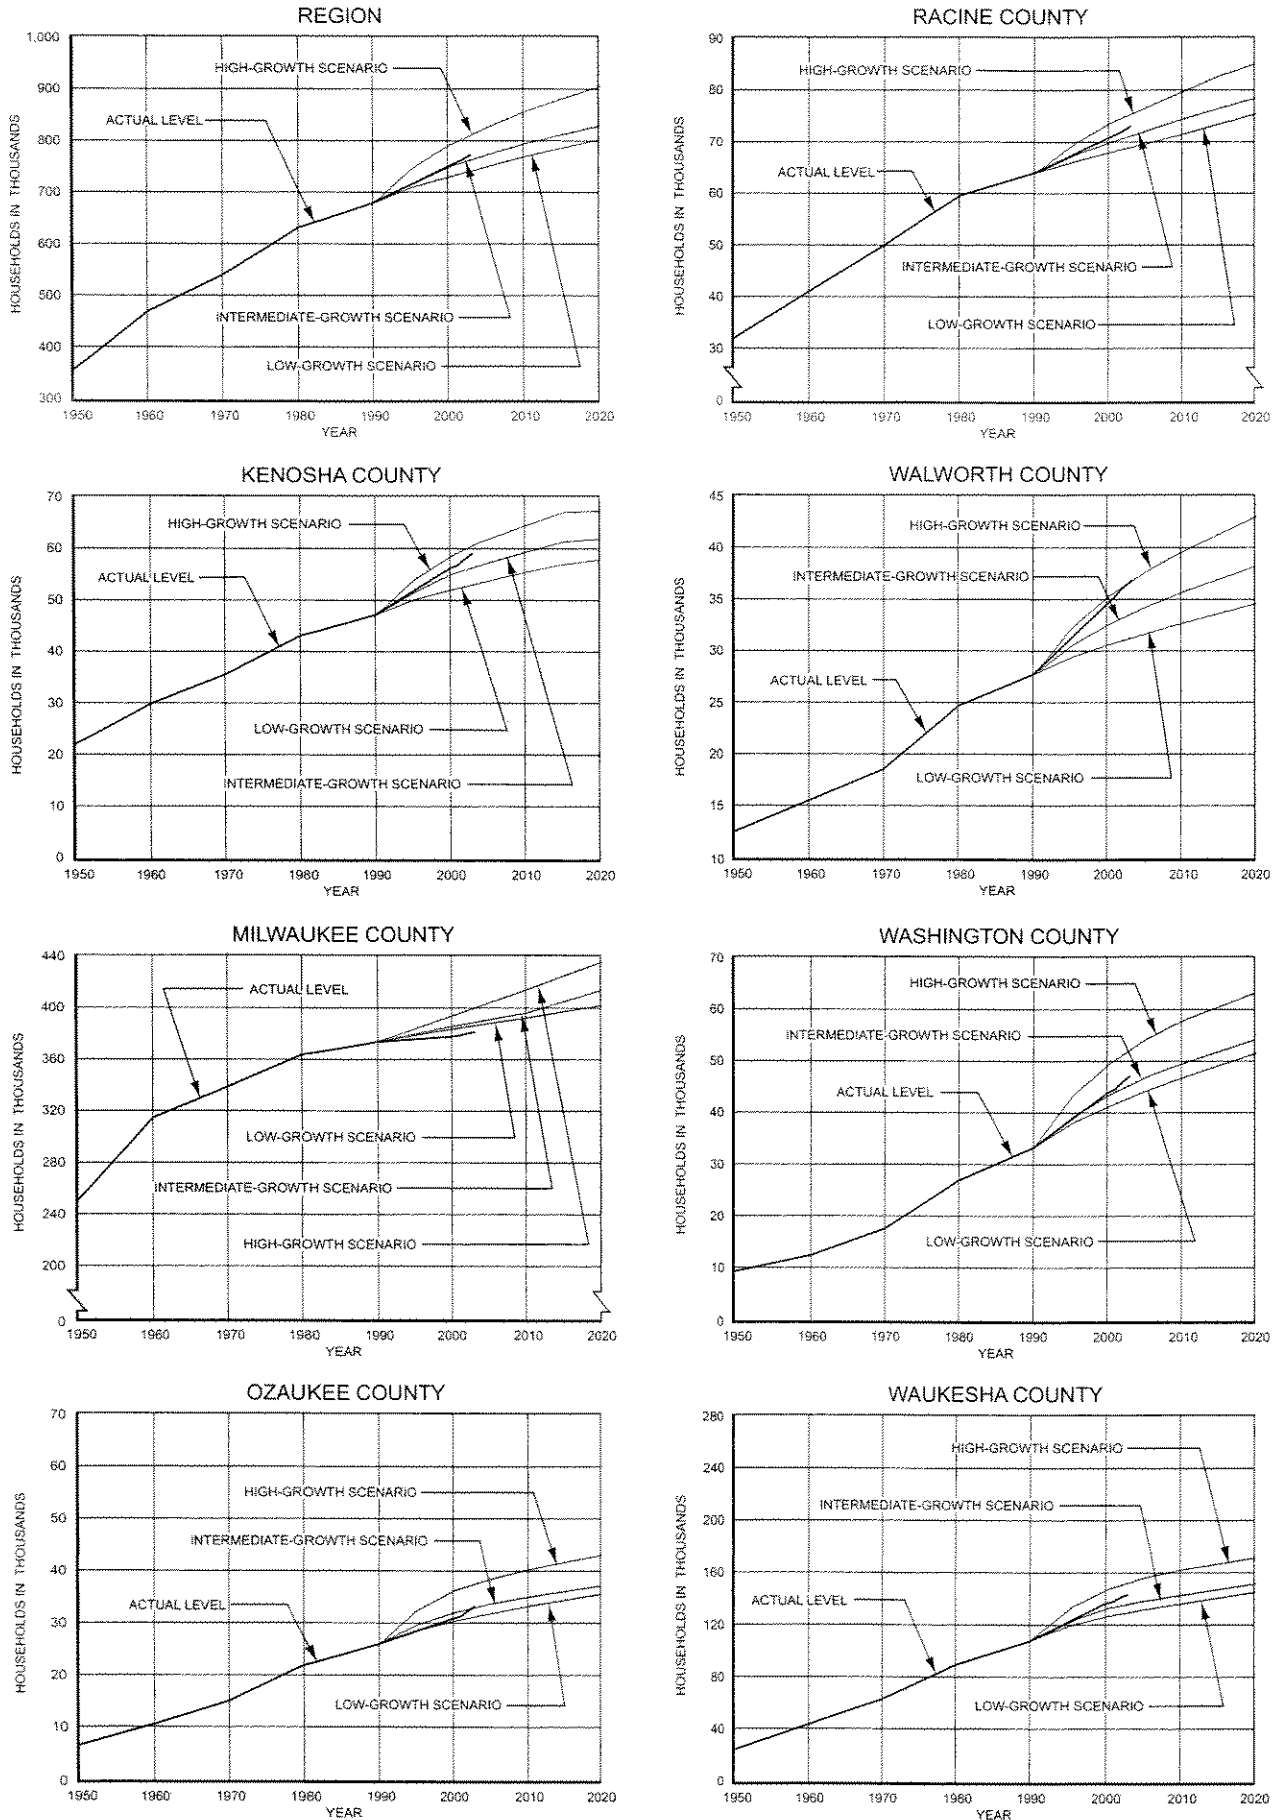 REGION
HOUSEHOLDS IN THOUSANDS
1,000
900
800
700
600
500
400
300
HIGH-GROWTH SCENARIO
ACTUAL LEVEL
INTERMEDIATE-GROWTH SCENARIO
LOW-GROWTH SCENARIO
1950 1960 1970 1980 1990 2000 2010 2020
YEAR
RACINE COUNTY
HOUSEHOLDS IN THOUSANDS
90
80
70
60
50
40
30
0
HIGH-GROWTH SCENARIO
ACTUAL LEVEL
INTERMEDIATE-GROWTH SCENARIO
LOW-GROWTH SCENARIO
1950 1960 1970 1980 1990 2000 2010 2020
YEAR
KENOSHA COUNTY
HOUSEHOLDS IN THOUSANDS
70
60
50
40
30
20
10
0
HIGH-GROWTH SCENARIO
ACTUAL LEVEL
LOW-GROWTH SCENARIO
INTERMEDIATE-GROWTH SCENARIO
1950 1960 1970 1980 1990 2000 2010 2020
YEAR
WALWORTH COUNTY
HOUSEHOLDS IN THOUSANDS
45
40
35
30
25
20
15
10
HIGH-GROWTH SCENARIO
INTERMEDIATE-GROWTH SCENARIO
ACTUAL LEVEL
LOW-GROWTH SCENARIO
1950 1960 1970 1980 1990 2000 2010 2020
YEAR
MILWAUKEE COUNTY
HOUSEHOLDS IN THOUSANDS
440
400
360
320
280
240
200
0
ACTUAL LEVEL
LOW-GROWTH SCENARIO
INTERMEDIATE-GROWTH SCENARIO
HIGH-GROWTH SCENARIO
1950 1960 1970 1980 1990 2000 2010 2020
YEAR
WASHINGTON COUNTY
HOUSEHOLDS IN THOUSANDS
70
60
50
40
30
20
10
0
HIGH-GROWTH SCENARIO
INTERMEDIATE-GROWTH SCENARIO
ACTUAL LEVEL
LOW-GROWTH SCENARIO
1950 1960 1970 1980 1990 2000 2010 2020
YEAR
OZAUKEE COUNTY
HOUSEHOLDS IN THOUSANDS
70
60
50
40
30
20
10
0
HIGH-GROWTH SCENARIO
INTERMEDIATE-GROWTH SCENARIO
ACTUAL LEVEL
LOW-GROWTH SCENARIO
1950 1960 1970 1980 1990 2000 2010 2020
YEAR
WAUKESHA COUNTY
HOUSEHOLDS IN THOUSANDS
280
240
200
160
120
80
40
0
HIGH-GROWTH SCENARIO
INTERMEDIATE-GROWTH SCENARIO
ACTUAL LEVEL
LOW-GROWTH SCENARIO
1950 1960 1970 1980 1990 2000 2010 2020
YEAR